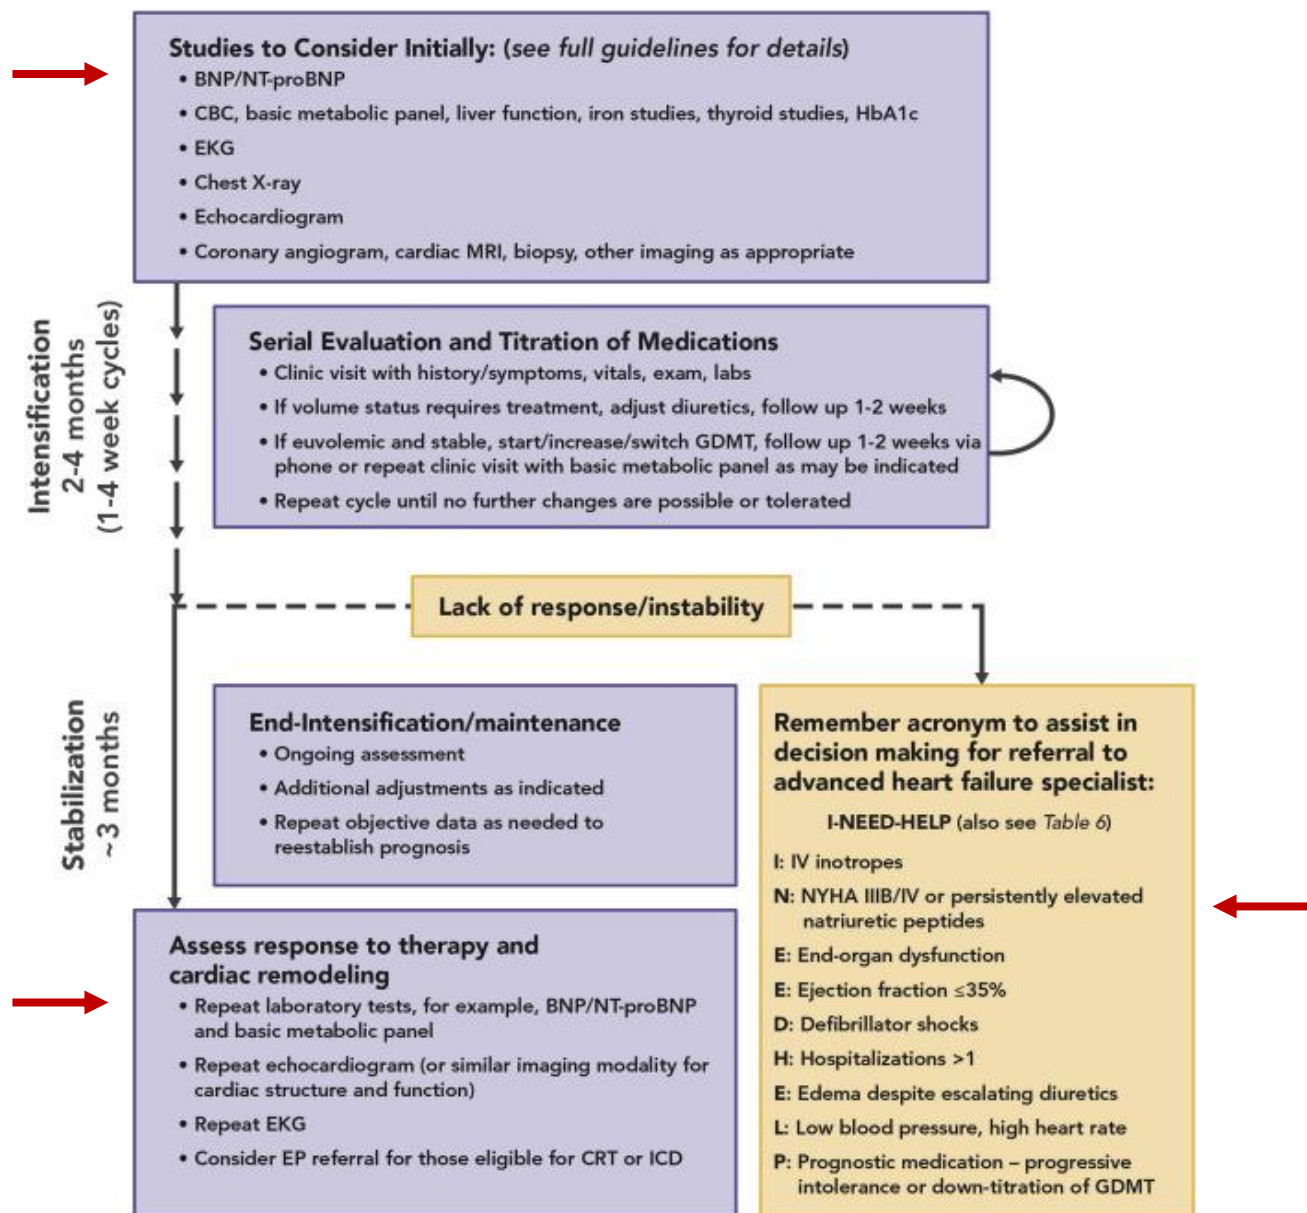 Studies to Consider Initially: (see full guidelines for details)
• BNP/NT-proBNP
• CBC, basic metabolic panel, liver function, iron studies, thyroid studies, HbA1c
• EKG
• Chest X-ray
• Echocardiogram
• Coronary angiogram, cardiac MRI, biopsy, other imaging as appropriate
Intensification
2-4 months
(1-4 week cycles)
Serial Evaluation and Titration of Medications
• Clinic visit with history/symptoms, vitals, exam, labs
• If volume status requires treatment, adjust diuretics, follow up 1-2 weeks
• If euvolemic and stable, start/increase/switch GDMT, follow up 1-2 weeks via
phone or repeat clinic visit with basic metabolic panel as may be indicated
• Repeat cycle until no further changes are possible or tolerated
Lack of response/instability
Stabilization
~3 months
End-Intensification/maintenance
• Ongoing assessment
• Additional adjustments as indicated
• Repeat objective data as needed to
reestablish prognosis
Assess response to therapy and
cardiac remodeling
• Repeat laboratory tests, for example, BNP/NT-proBNP
and basic metabolic panel
• Repeat echocardiogram (or similar imaging modality for
cardiac structure and function)
• Repeat EKG
• Consider EP referral for those eligible for CRT or ICD
Remember acronym to assist in
decision making for referral to
advanced heart failure specialist:
I-NEED-HELP (also see Table 6)
I: IV inotropes
N: NYHA IIIB/IV or persistently elevated
natriuretic peptides
E: End-organ dysfunction
E: Ejection fraction ≤35%
D: Defibrillator shocks
H: Hospitalizations >1
E: Edema despite escalating diuretics
L: Low blood pressure, high heart rate
P: Prognostic medication – progressive
intolerance or down-titration of GDMT